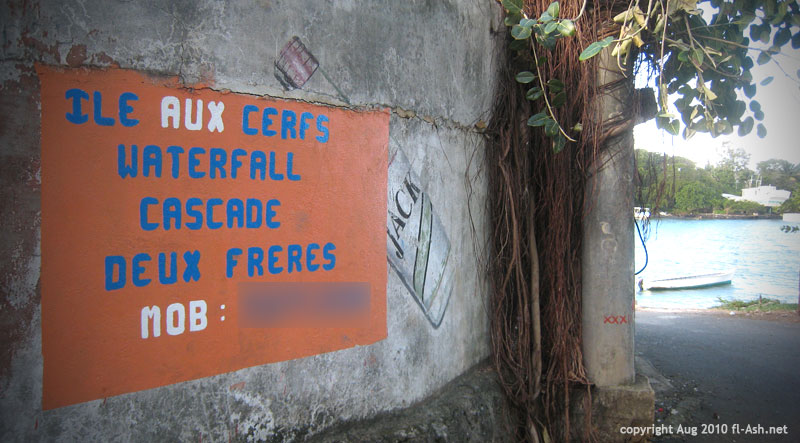 ILE AUX CERFS
WATERFALL
CASCADE
DEUX FRERES
MOB :
JACK
XXX
copyright Aug 2010 fl-Ash.net